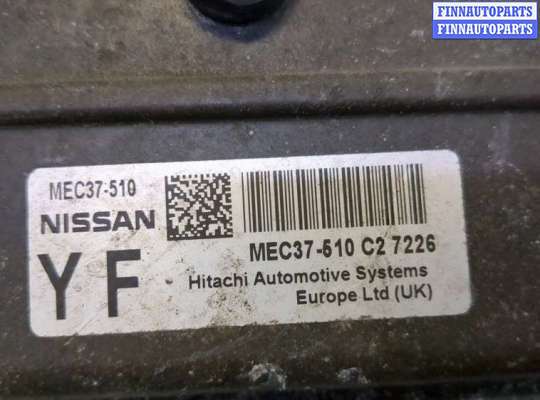 FINNAUTOPARTS
FINNAUTOPARTS
MEC37-510
NISSAN
YF
MEC37-510 C2 7226
Hitachi Automotive Systems
Europe Ltd (UK)